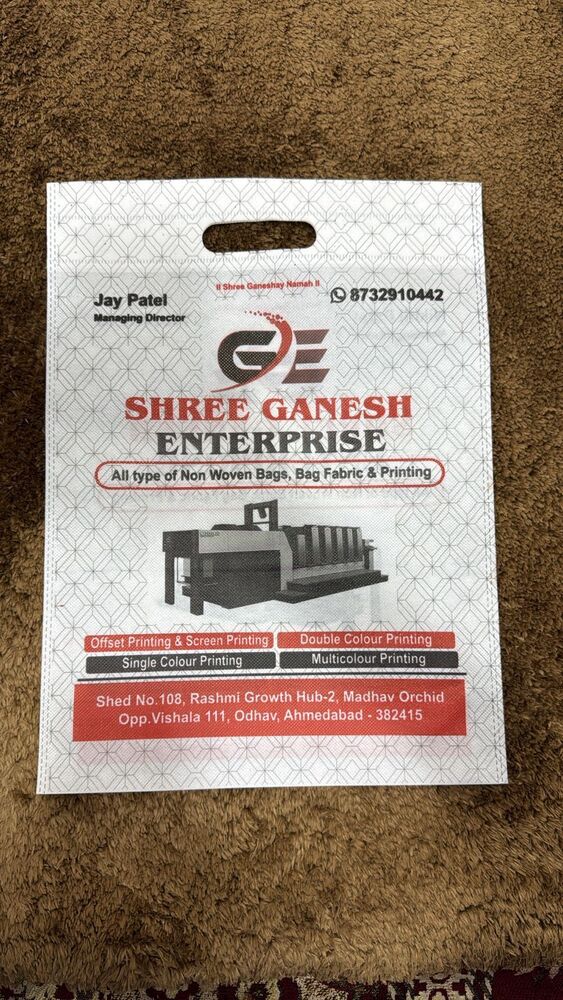 II Shree Ganeshay Namah II
Jay Patel
Managing Director
8732910442
GE
SHREE GANESH
ENTERPRISE
All type of Non Woven Bags, Bag Fabric & Printing
Offset Printing & Screen Printing
Double Colour Printing
Single Colour Printing
Multicolour Printing
Shed No.108, Rashmi Growth Hub-2, Madhav Orchid
Opp.Vishala 111, Odhav, Ahmedabad - 382415